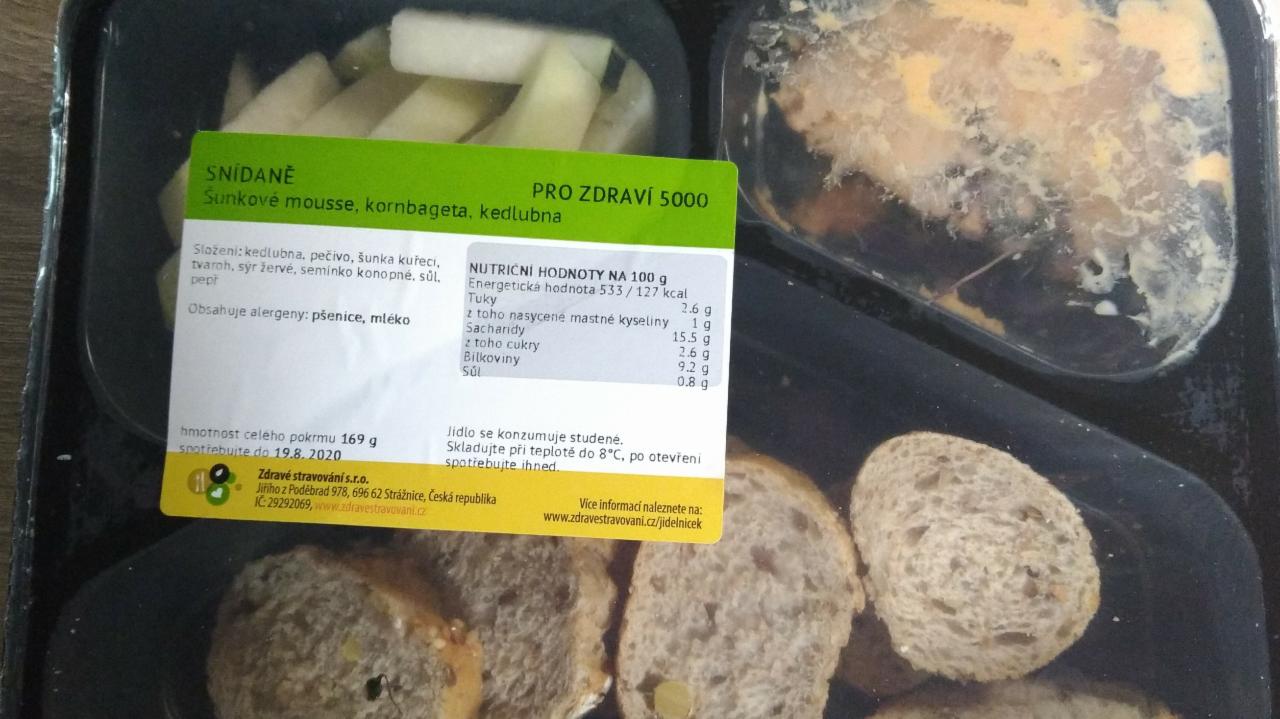 SNÍDANĚ
PRO ZDRAVÍ 5000
Šunkové mousse, kornbageta, kedlubna
Složení: kedlubna, pečivo, šunka kuřecí,
tvaroh, sýr žervé, semínko konopné, sůl,
pepř
Obsahuje alergeny: pšenice, mléko
NUTRIČNÍ HODNOTY NA 100 g
Energetická hodnota 533 / 127 kcal
Tuky 2.6 g
z toho nasycené mastné kyseliny 1 g
Sacharidy 15.5 g
z toho cukry 2.6 g
Bílkoviny 9.2 g
Sůl 0.8 g
hmotnost celého pokrmu 169 g
spotřebujte do 19.8. 2020
Jídlo se konzumuje studené.
Skladujte při teplotě do 8°C, po otevření
spotřebujte ihned.
Zdravé stravování s.r.o.
Jiřího z Poděbrad 978, 696 62 Strážnice, Česká republika
IČ: 29292069, www.zdravestravovani.cz
Více informací naleznete na:
www.zdravestravovani.cz/jidelnicek